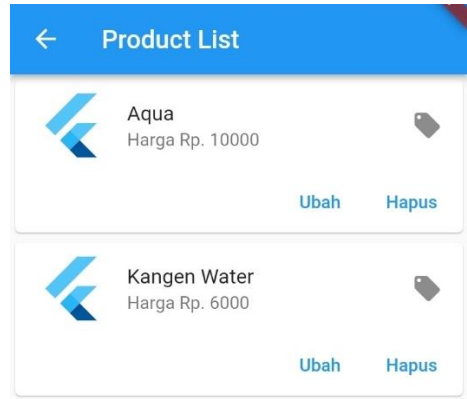 Product List
Aqua
Harga Rp. 10000
Ubah Hapus
Kangen Water
Harga Rp. 6000
Ubah Hapus